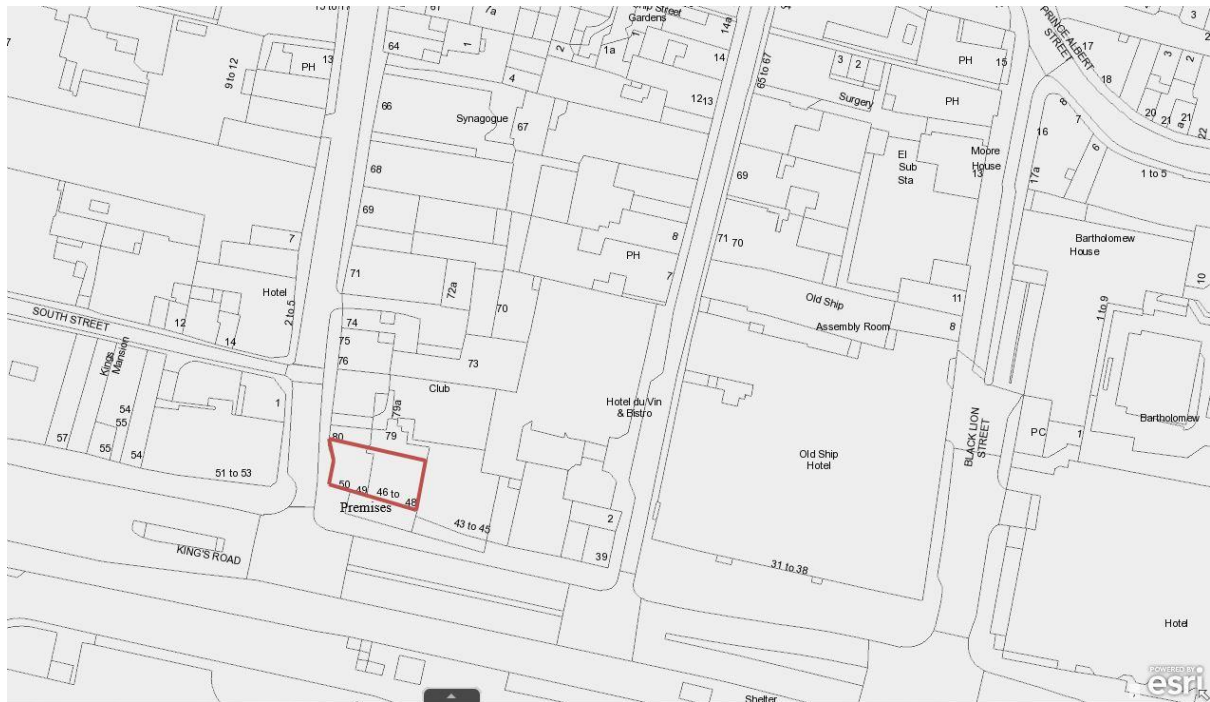 61
7a
Ship Street
Gardens
14a
64
PRINCE ALBERT
STREET
17
3
2
1
2
1a
1
14
65 to 67
15
PH
13
9 to 12
PH
3
2
18
4
66
12
13
Surgery
PH
20
21
21
a
22
Synagogue
67
8
7
16
El
Sub
Sta
Moore
House
13
6
68
69
17a
1 to 5
69
7
8
71
70
Bartholomew
House
PH
71
7
10
Hotel
2 to 5
72a
70
Old Ship
11
1 to 9
SOUTH STREET
12
14
74
75
76
73
Assembly Room
8
Kings
Mansion
Club
79a
Hotel du Vin
& Bistro
54
55
1
80
79
BLACK LION
STREET
PC
1
Bartholomew
57
55
54
51 to 53
Old Ship
Hotel
50
49
46 to
48
Premises
43 to 45
2
KING'S ROAD
39
31 to 38
Hotel
POWERED BY
esri
Shelter